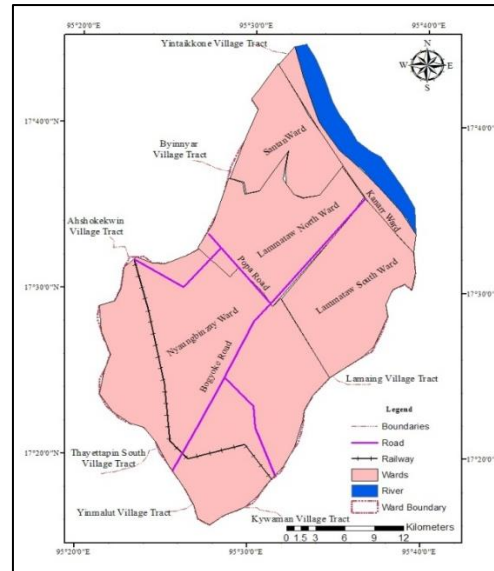 95°20'0"E
95°30'0"E
95°40'0"E
Yintaikkone Village Tract
N
W
E
S
17°40'0"N
17°40'0"N
Byinnyar
Village Tract
SanxunWard
Kanarr Ward
Ahshokekwin
Village Tract
Lammataw North Ward
Popa Road
Lammataw South Ward
17°30'0"N
17°30'0"N
Nyaungbinzany Ward
Bogyoke Road
Lamaing Village Tract
Legend
Boundaries
Road
Railway
Wards
River
Ward Boundary
17°20'0"N
17°20'0"N
Thayettapin South
Village Tract
Yinmalut Village Tract
Kywaman Village Tract
Kilometers
0 1.5 3 6 9 12
95°20'0"E
95°30'0"E
95°40'0"E